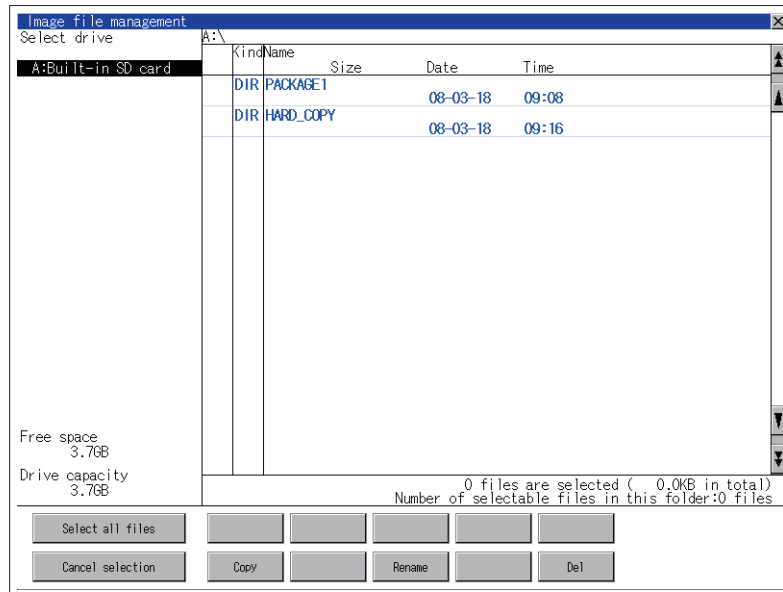 Image file management
Select drive
A:\
A:Built-in SD card
Kind Name
Size Date Time
DIR PACKAGE1
08-03-18 09:08
DIR HARD_COPY
08-03-18 09:16
Free space
3.7GB
Drive capacity
3.7GB
0 files are selected ( 0.0KB in total)
Number of selectable files in this folder:0 files
Select all files
Cancel selection Copy Rename Del